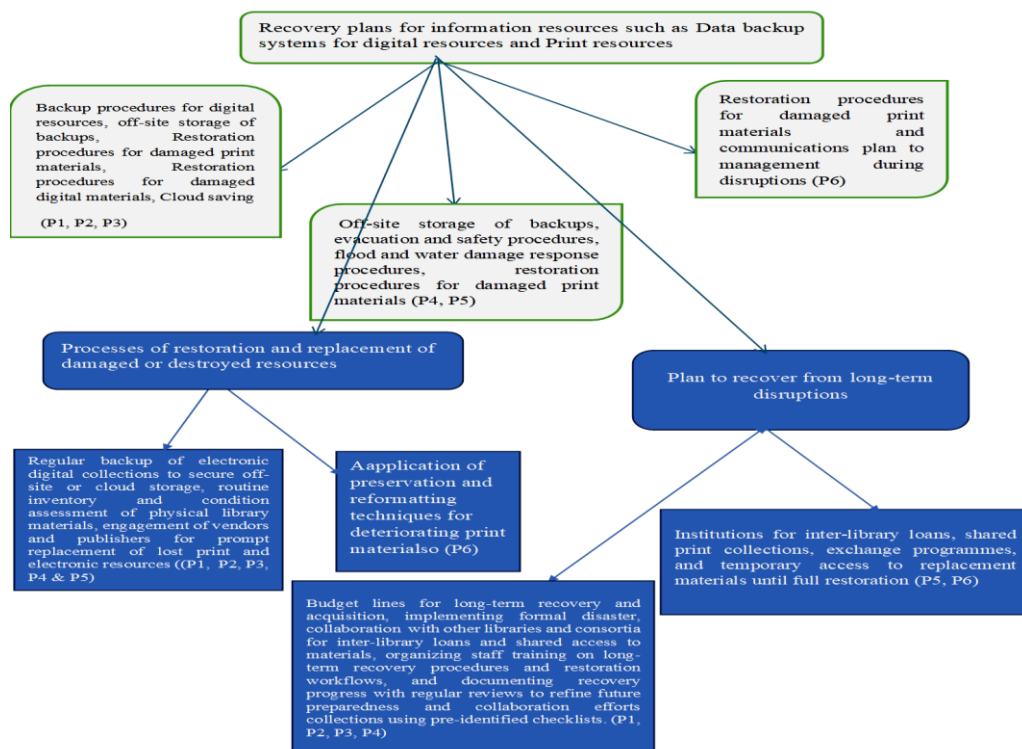 Recovery plans for information resources such as Data backup
systems for digital resources and Print resources
Backup procedures for digital
resources, off-site storage of
backups, Restoration
procedures for damaged print
materials, Restoration
procedures for damaged
digital materials, Cloud saving
(P1, P2, P3)
Restoration procedures
for damaged print
materials and
communications plan to
management during
disruptions (P6)
Off-site storage of backups,
evacuation and safety procedures,
flood and water damage response
procedures, restoration
procedures for damaged print
materials (P4, P5)
Processes of restoration and replacement of
damaged or destroyed resources
Plan to recover from long-term
disruptions
Regular backup of electronic
digital collections to secure off-
site or cloud storage, routine
inventory and condition
assessment of physical library
materials, engagement of vendors
and publishers for prompt
replacement of lost print and
electronic resources ((P1, P2, P3,
P4 & P5)
Aapplication of
preservation and
reformatting
techniques for
deteriorating print
materialso (P6)
Institutions for inter-library loans, shared
print collections, exchange programmes,
and temporary access to replacement
materials until full restoration (P5, P6)
Budget lines for long-term recovery and
acquisition, implementing formal disaster,
collaboration with other libraries and consortia
for inter-library loans and shared access to
materials, organizing staff training on long-
term recovery procedures and restoration
workflows, and documenting recovery
progress with regular reviews to refine future
preparedness and collaboration efforts
collections using pre-identified checklists. (P1,
P2, P3, P4)